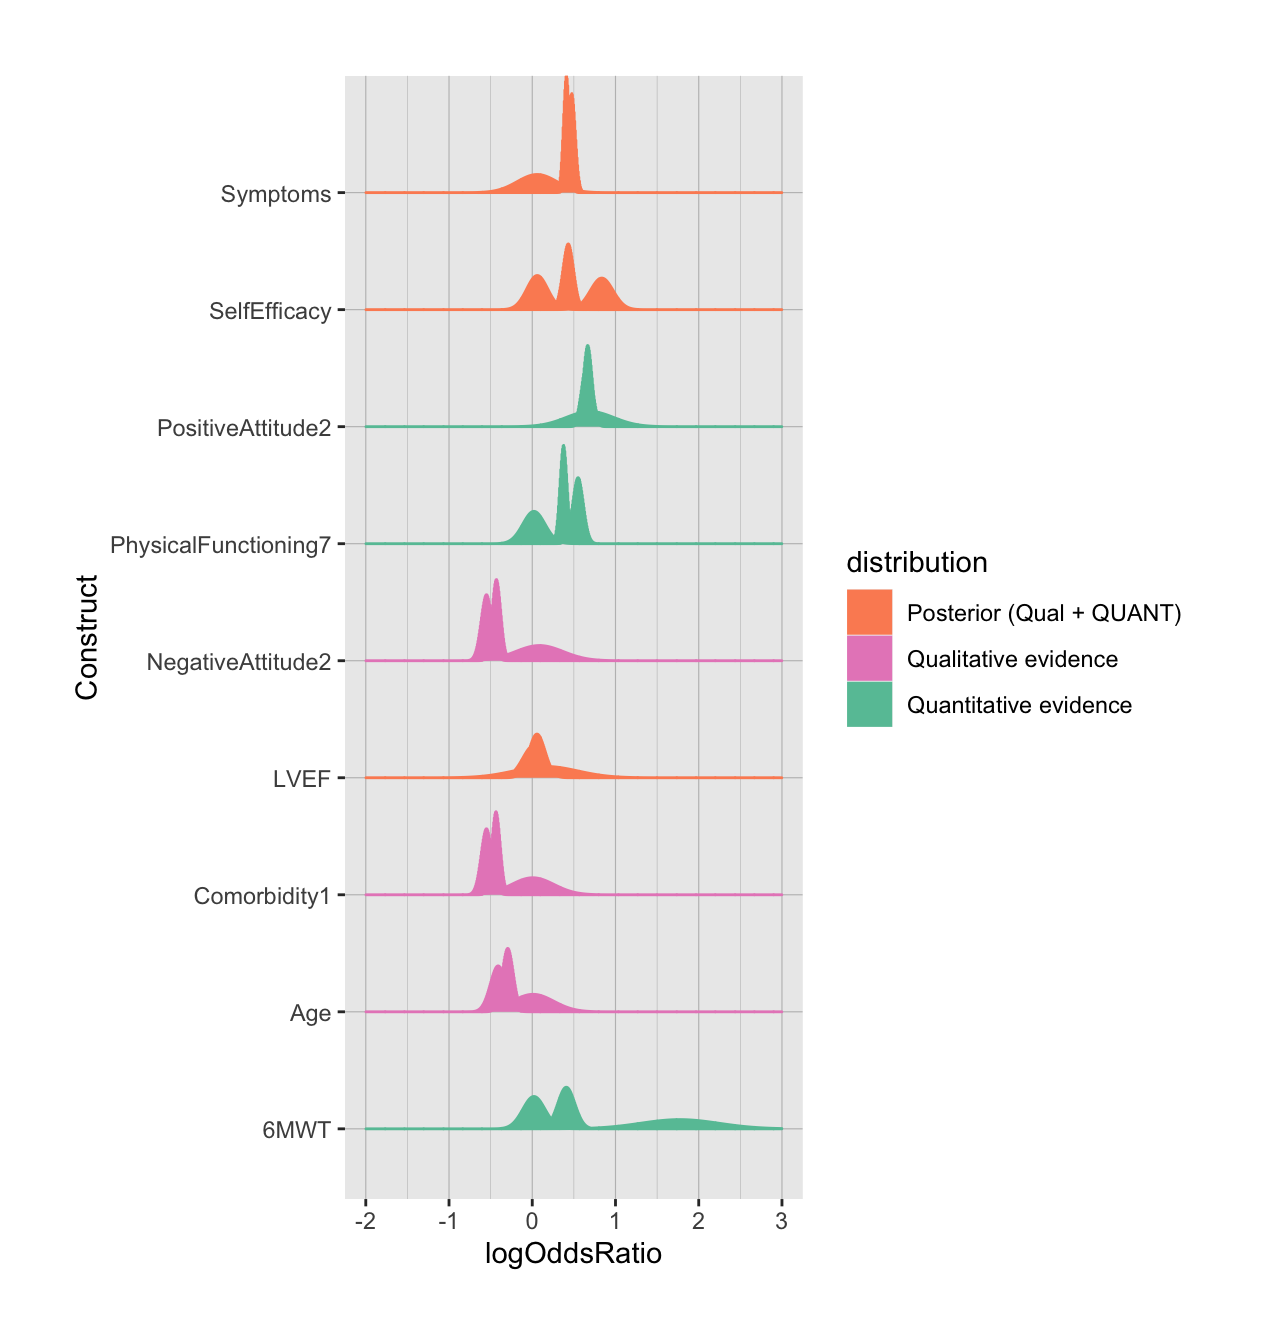 Construct
Symptoms
SelfEfficacy
PositiveAttitude2
PhysicalFunctioning7
NegativeAttitude2
LVEF
Comorbidity1
Age
6MWT
-2 -1 0 1 2 3
logOddsRatio
distribution
Posterior (Qual + QUANT)
Qualitative evidence
Quantitative evidence